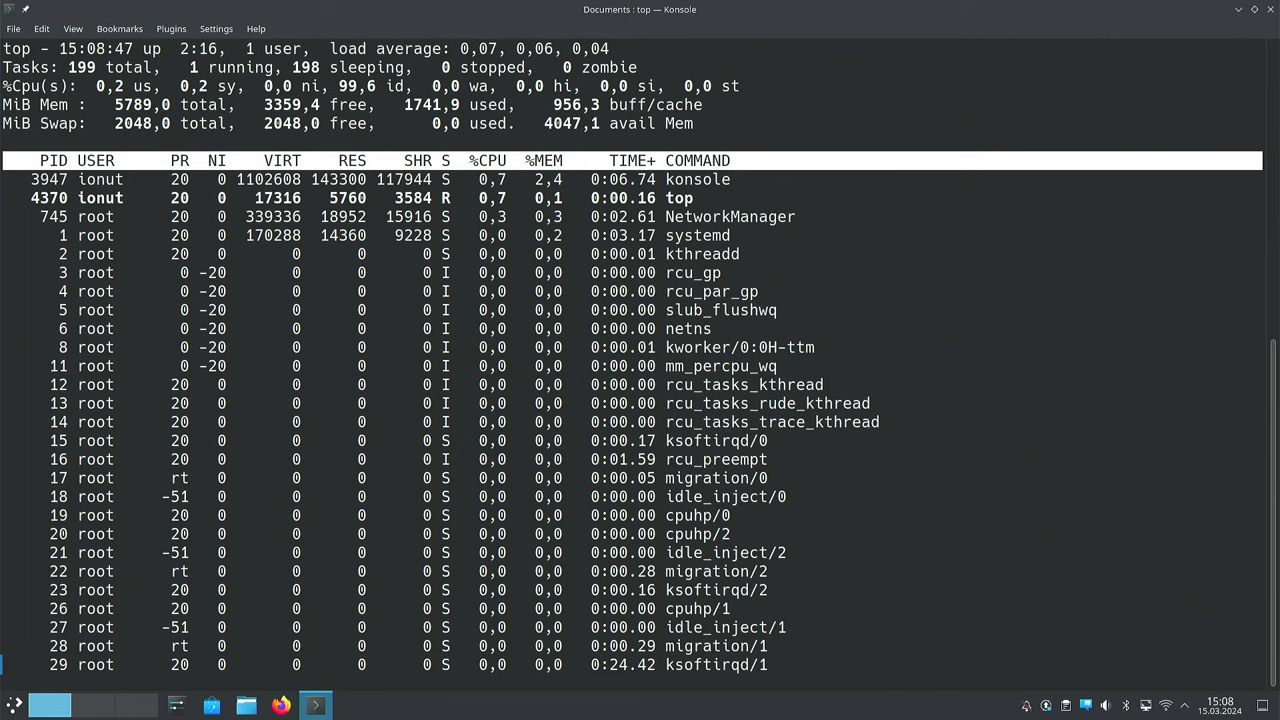 Documents : top — Konsole
File Edit View Bookmarks Plugins Settings Help
top - 15:08:47 up  2:16,  1 user,  load average: 0,07, 0,06, 0,04
Tasks: 199 total,   1 running, 198 sleeping,   0 stopped,   0 zombie
%Cpu(s):  0,2 us,  0,2 sy,  0,0 ni, 99,6 id,  0,0 wa,  0,0 hi,  0,0 si,  0,0 st
MiB Mem :   5789,0 total,   3359,4 free,   1741,9 used,    956,3 buff/cache
MiB Swap:   2048,0 total,   2048,0 free,      0,0 used.  4047,1 avail Mem
PID USER      PR  NI    VIRT    RES    SHR S  %CPU  %MEM     TIME+ COMMAND
3947 ionut     20   0 1102608 143300 117944 S   0,7   2,4   0:06.74 konsole
4370 ionut     20   0   17316   5760   3584 R   0,7   0,1   0:00.16 top
745 root      20   0  339336  18952  15916 S   0,3   0,3   0:02.61 NetworkManager
1 root      20   0  170288  14360   9228 S   0,0   0,2   0:03.17 systemd
2 root      20   0       0      0      0 S   0,0   0,0   0:00.01 kthreadd
3 root       0 -20       0      0      0 I   0,0   0,0   0:00.00 rcu_gp
4 root       0 -20       0      0      0 I   0,0   0,0   0:00.00 rcu_par_gp
5 root       0 -20       0      0      0 I   0,0   0,0   0:00.00 slub_flushwq
6 root       0 -20       0      0      0 I   0,0   0,0   0:00.00 netns
8 root       0 -20       0      0      0 I   0,0   0,0   0:00.01 kworker/0:0H-ttm
11 root       0 -20       0      0      0 I   0,0   0,0   0:00.00 mm_percpu_wq
12 root      20   0       0      0      0 I   0,0   0,0   0:00.00 rcu_tasks_kthread
13 root      20   0       0      0      0 I   0,0   0,0   0:00.00 rcu_tasks_rude_kthread
14 root      20   0       0      0      0 I   0,0   0,0   0:00.00 rcu_tasks_trace_kthread
15 root      20   0       0      0      0 S   0,0   0,0   0:00.17 ksoftirqd/0
16 root      20   0       0      0      0 I   0,0   0,0   0:01.59 rcu_preempt
17 root      rt   0       0      0      0 S   0,0   0,0   0:00.05 migration/0
18 root     -51   0       0      0      0 S   0,0   0,0   0:00.00 idle_inject/0
19 root      20   0       0      0      0 S   0,0   0,0   0:00.00 cpuhp/0
20 root      20   0       0      0      0 S   0,0   0,0   0:00.00 cpuhp/2
21 root     -51   0       0      0      0 S   0,0   0,0   0:00.00 idle_inject/2
22 root      rt   0       0      0      0 S   0,0   0,0   0:00.28 migration/2
23 root      20   0       0      0      0 S   0,0   0,0   0:00.16 ksoftirqd/2
26 root      20   0       0      0      0 S   0,0   0,0   0:00.00 cpuhp/1
27 root     -51   0       0      0      0 S   0,0   0,0   0:00.00 idle_inject/1
28 root      rt   0       0      0      0 S   0,0   0,0   0:00.29 migration/1
29 root      20   0       0      0      0 S   0,0   0,0   0:24.42 ksoftirqd/1
15:08
15.03.2024